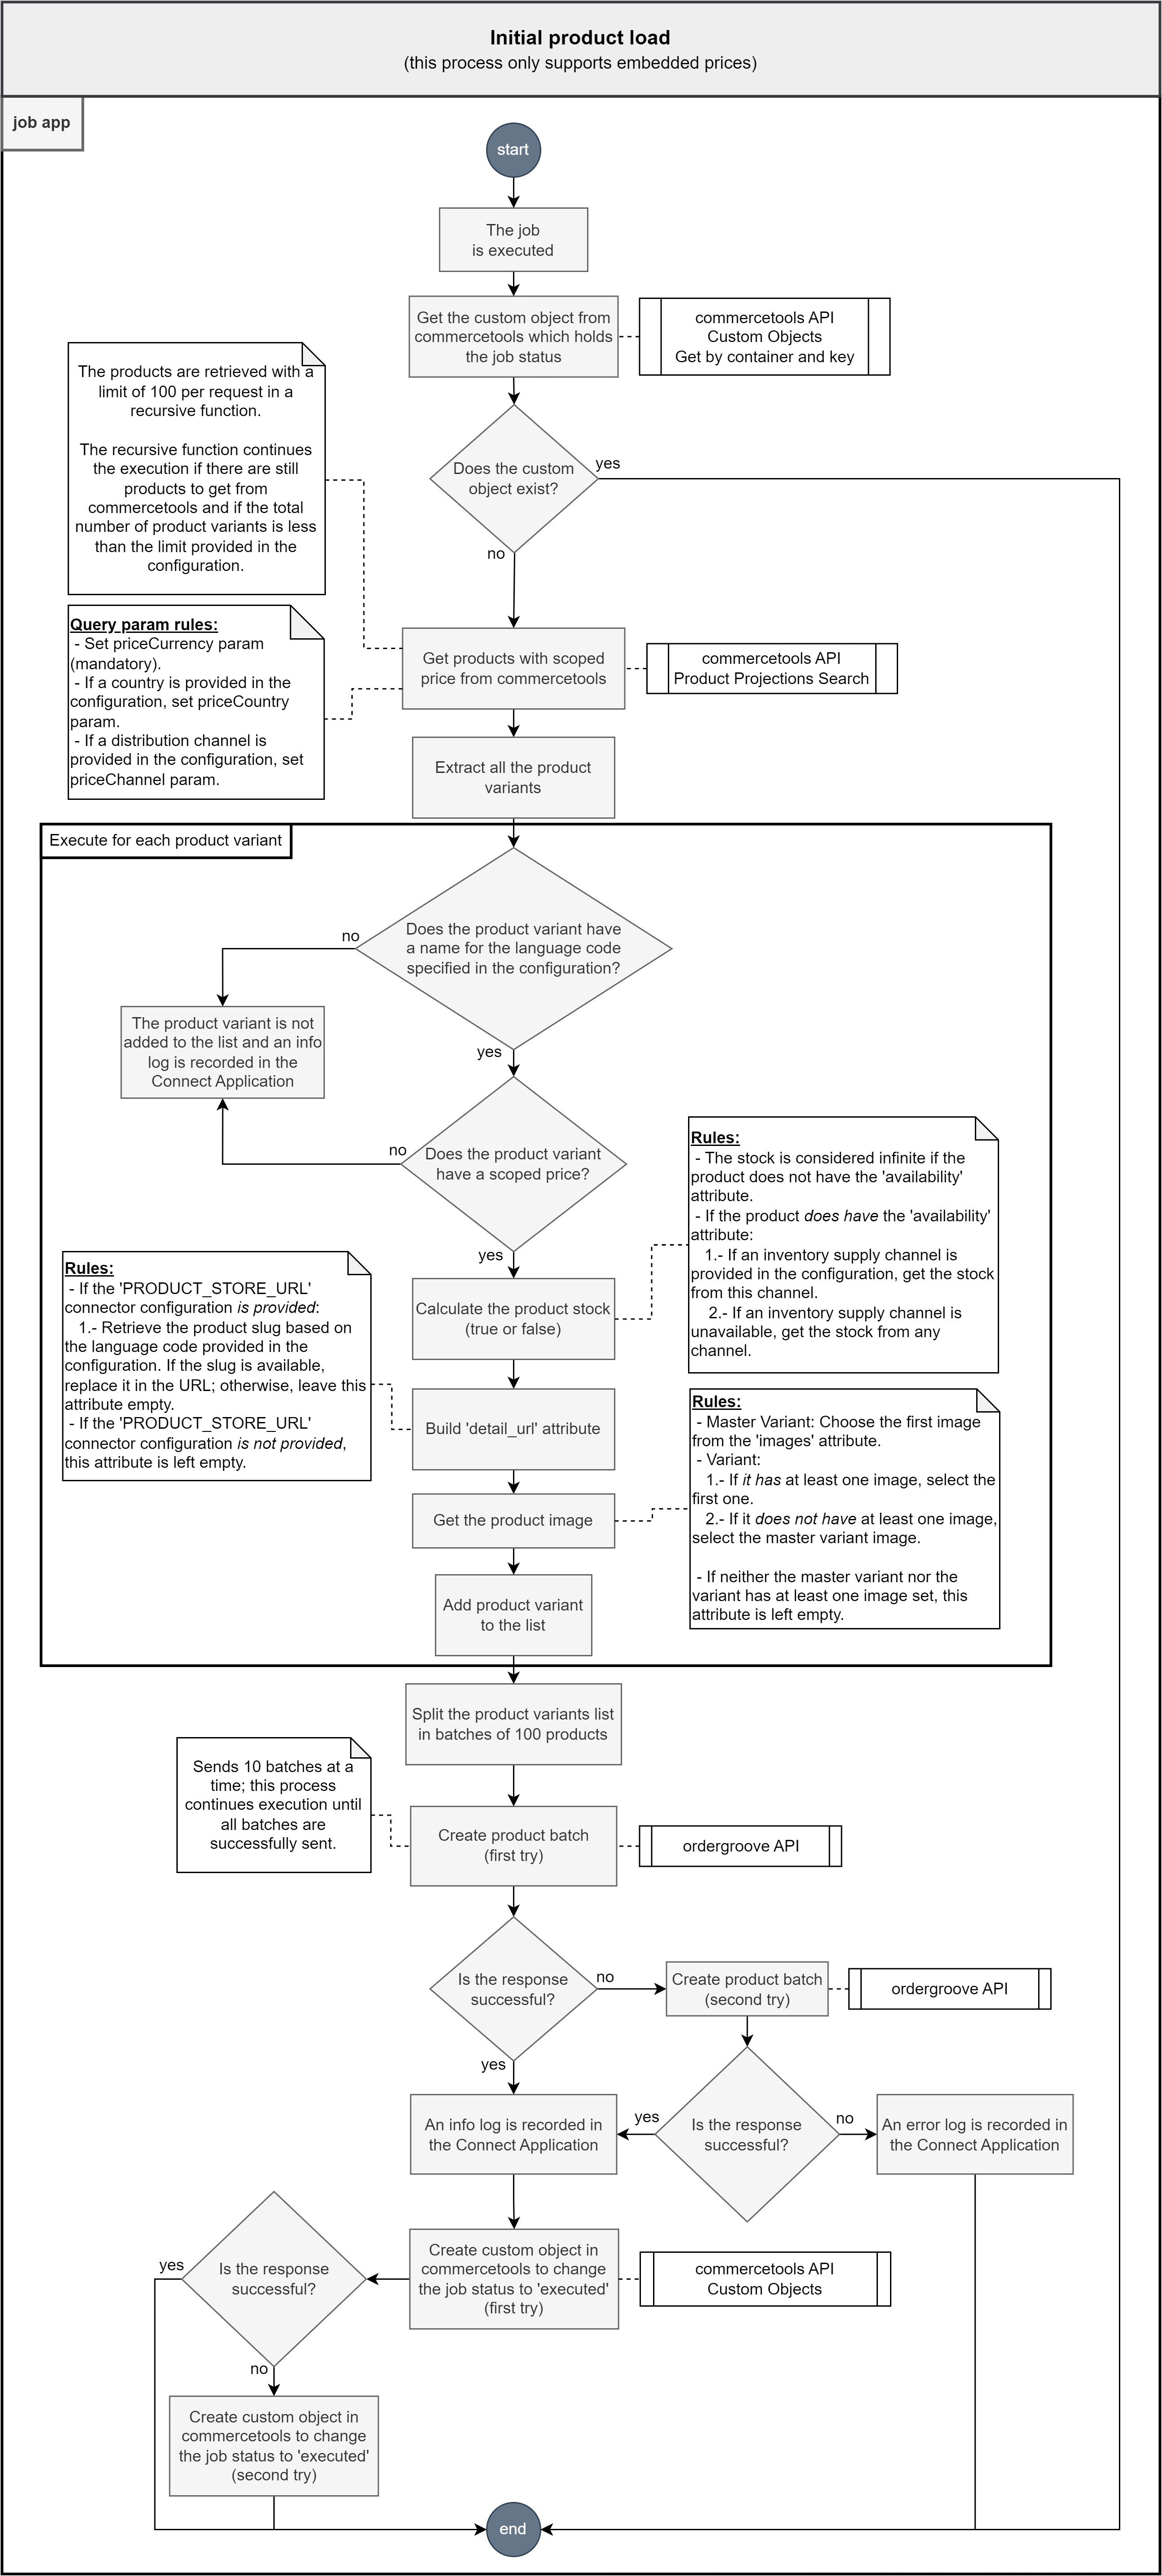 Initial product load
(this process only supports embedded prices)
job app
start
The job
is executed
Get the custom object from
commercetools which holds
the job status
commercetools API
Custom Objects
Get by container and key
The products are retrieved with a
limit of 100 per request in a
recursive function.
The recursive function continues
the execution if there are still
products to get from
commercetools and if the total
number of product variants is less
than the limit provided in the
configuration.
Does the custom
object exist?
yes
no
Query param rules:
- Set priceCurrency param
(mandatory).
- If a country is provided in the
configuration, set priceCountry
param.
- If a distribution channel is
provided in the configuration, set
priceChannel param.
Get products with scoped
price from commercetools
commercetools API
Product Projections Search
Extract all the product
variants
Execute for each product variant
Does the product variant have
a name for the language code
specified in the configuration?
no
yes
The product variant is not
added to the list and an info
log is recorded in the
Connect Application
Does the product variant
have a scoped price?
no
yes
Rules:
- The stock is considered infinite if the
product does not have the 'availability'
attribute.
- If the product does have the 'availability'
attribute:
1.- If an inventory supply channel is
provided in the configuration, get the stock
from this channel.
2.- If an inventory supply channel is
unavailable, get the stock from any
channel.
Calculate the product stock
(true or false)
Rules:
- If the 'PRODUCT_STORE_URL'
connector configuration is provided:
1.- Retrieve the product slug based on
the language code provided in the
configuration. If the slug is available,
replace it in the URL; otherwise, leave this
attribute empty.
- If the 'PRODUCT_STORE_URL'
connector configuration is not provided,
this attribute is left empty.
Build 'detail_url' attribute
Rules:
- Master Variant: Choose the first image
from the 'images' attribute.
- Variant:
1.- If it has at least one image, select the
first one.
2.- If it does not have at least one image,
select the master variant image.
- If neither the master variant nor the
variant has at least one image set, this
attribute is left empty.
Get the product image
Add product variant
to the list
Split the product variants list
in batches of 100 products
Sends 10 batches at a
time; this process
continues execution until
all batches are
successfully sent.
Create product batch
(first try)
ordergroove API
Is the response
successful?
no
yes
Create product batch
(second try)
ordergroove API
An info log is recorded in
the Connect Application
yes
Is the response
successful?
no
An error log is recorded in
the Connect Application
Create custom object in
commercetools to change
the job status to 'executed'
(first try)
commercetools API
Custom Objects
yes
Is the response
successful?
no
Create custom object in
commercetools to change
the job status to 'executed'
(second try)
end